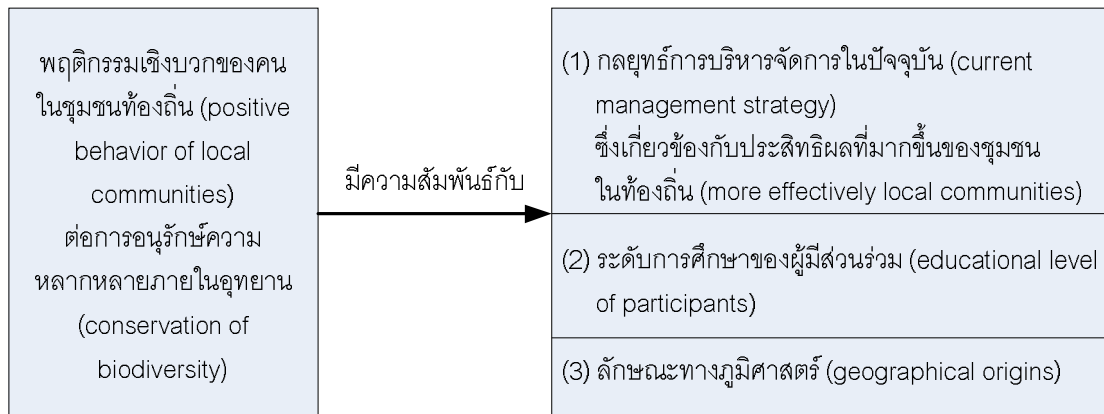 พฤติกรรมเชิงบวกของคน
ในชุมชนท้องถิ่น (positive
behavior of local
communities)
ต่อการอนุรักษ์ความ
หลากหลายภายในอุทยาน
(conservation of
biodiversity)
มีความสัมพันธ์กับ
(1) กลยุทธ์การบริหารจัดการในปัจจุบัน (current
management strategy)
ซึ่งเกี่ยวข้องกับประสิทธิผลที่มากขึ้นของชุมชน
ในท้องถิ่น (more effectively local communities)
(2) ระดับการศึกษาของผู้มีส่วนร่วม (educational level
of participants)
(3) ลักษณะทางภูมิศาสตร์ (geographical origins)